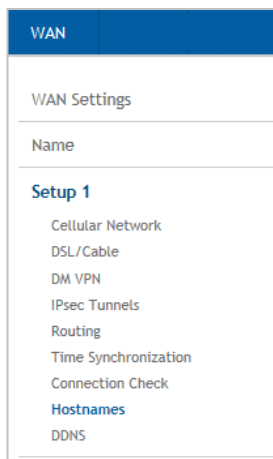 WAN
WAN Settings
Name
Setup 1
Cellular Network
DSL/Cable
DM VPN
IPsec Tunnels
Routing
Time Synchronization
Connection Check
Hostnames
DDNS